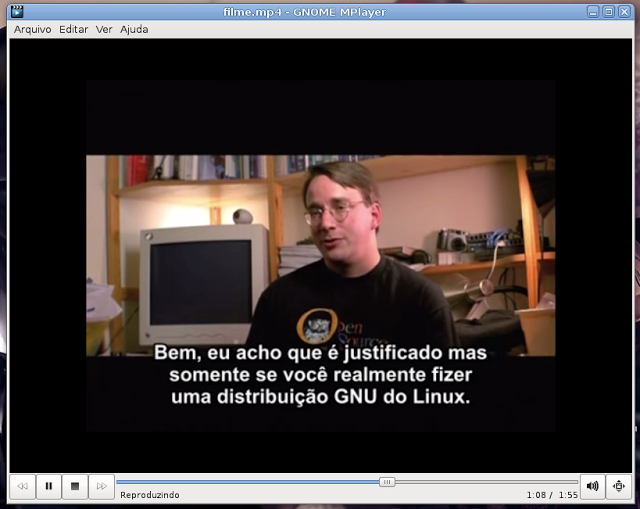 filme.mp4 - GNOME MPlayer
Arquivo Editar Ver Ajuda
Open
Source
Bem, eu acho que é justificado mas
somente se você realmente fizer
uma distribuição GNU do Linux.
Reproduzindo
1:08 / 1:55